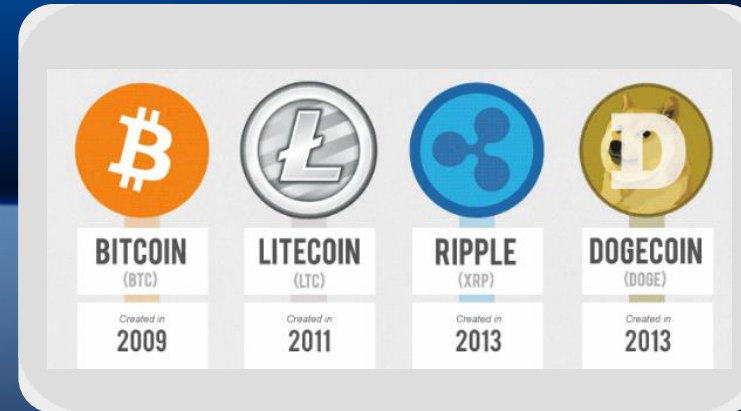 BITCOIN
(BTC)
Created in
2009
LITECOIN
(LTC)
Created in
2011
RIPPLE
(XRP)
Created in
2013
D
DOGECOIN
(DOGE)
Created in
2013